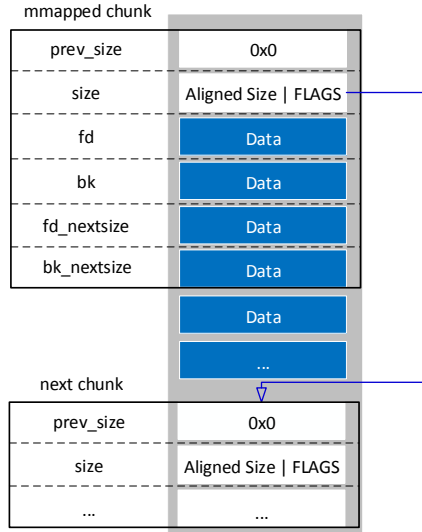 mmapped chunk
prev_size 0x0
size Aligned Size | FLAGS
fd Data
bk Data
fd_nextsize Data
bk_nextsize Data
Data
...
next chunk
prev_size 0x0
size Aligned Size | FLAGS
... ...